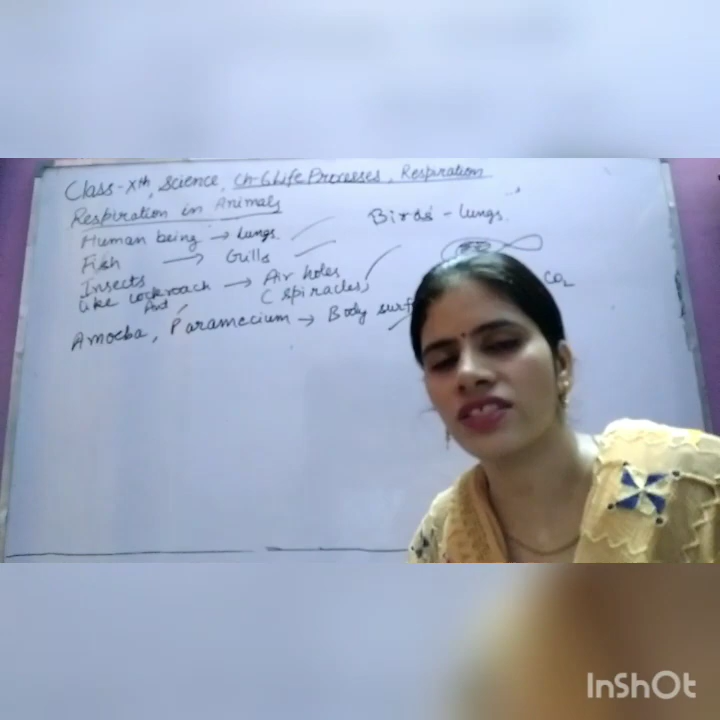 Class-Xth, Science, Ch-6 Life Processes, Respiration
Respiration in Animals
Human being → Lungs
Birds - lungs
Fish → Gills
Insects
like cockroach → Air holes
Ant
( Spiracles
CO2
Amoeba, Paramecium → Body surf
InShOt